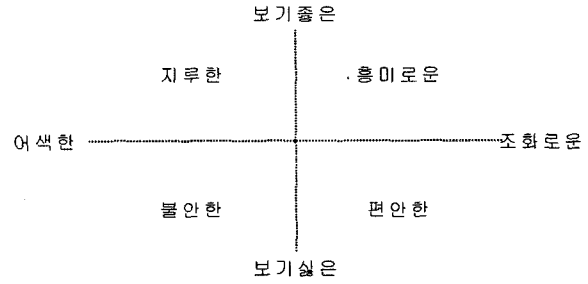 보기좋은
지루한 흥미로운
어색한 조화로운
불안한 편안한
보기싫은